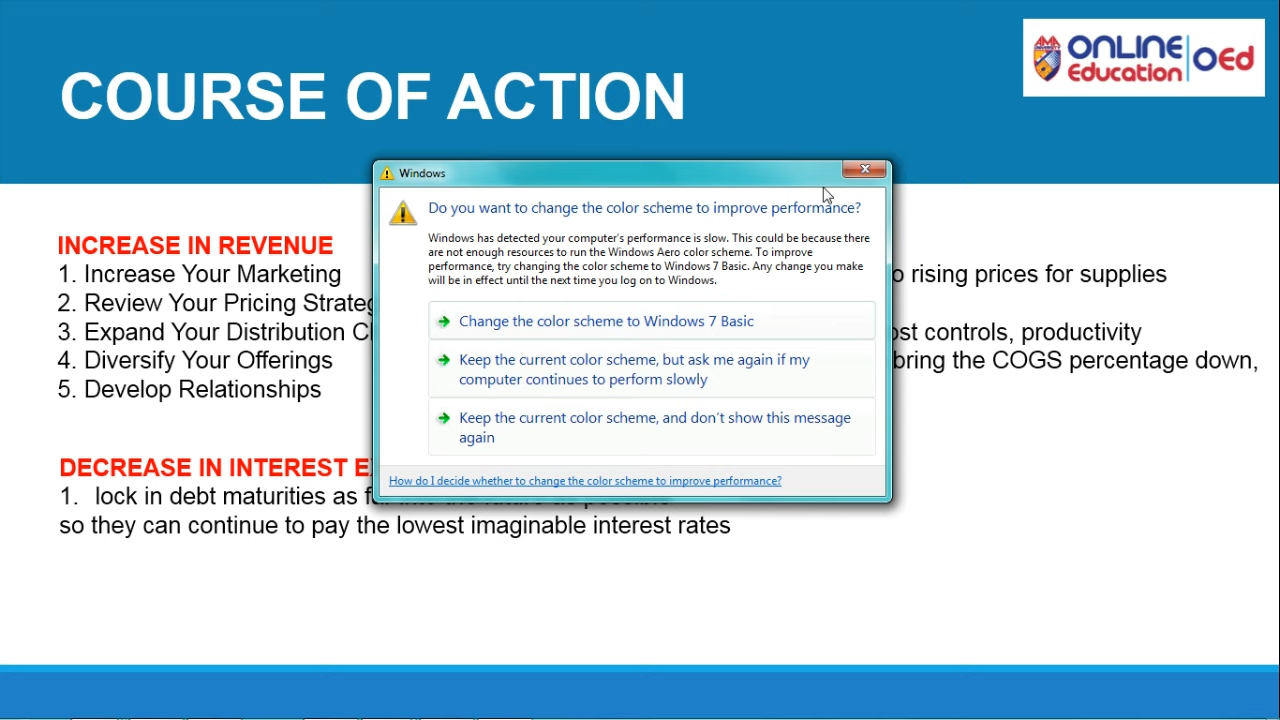 COURSE OF ACTION
ONLINE
Education
OEd
Windows
Do you want to change the color scheme to improve performance?
Windows has detected your computer's performance is slow. This could be because there
are not enough resources to run the Windows Aero color scheme. To improve
performance, try changing the color scheme to Windows 7 Basic. Any change you make
will be in effect until the next time you log on to Windows.
Change the color scheme to Windows 7 Basic
Keep the current color scheme, but ask me again if my
computer continues to perform slowly
Keep the current color scheme, and don't show this message
again
How do I decide whether to change the color scheme to improve performance?
INCREASE IN REVENUE
1. Increase Your Marketing
2. Review Your Pricing
3. Expand Your Distribution
4. Diversify Your Offerings
5. Develop Relationships
rising prices for supplies
controls, productivity
bring the COGS percentage down,
DECREASE IN INTEREST
1. lock in debt maturities as
so they can continue to pay the lowest imaginable interest rates